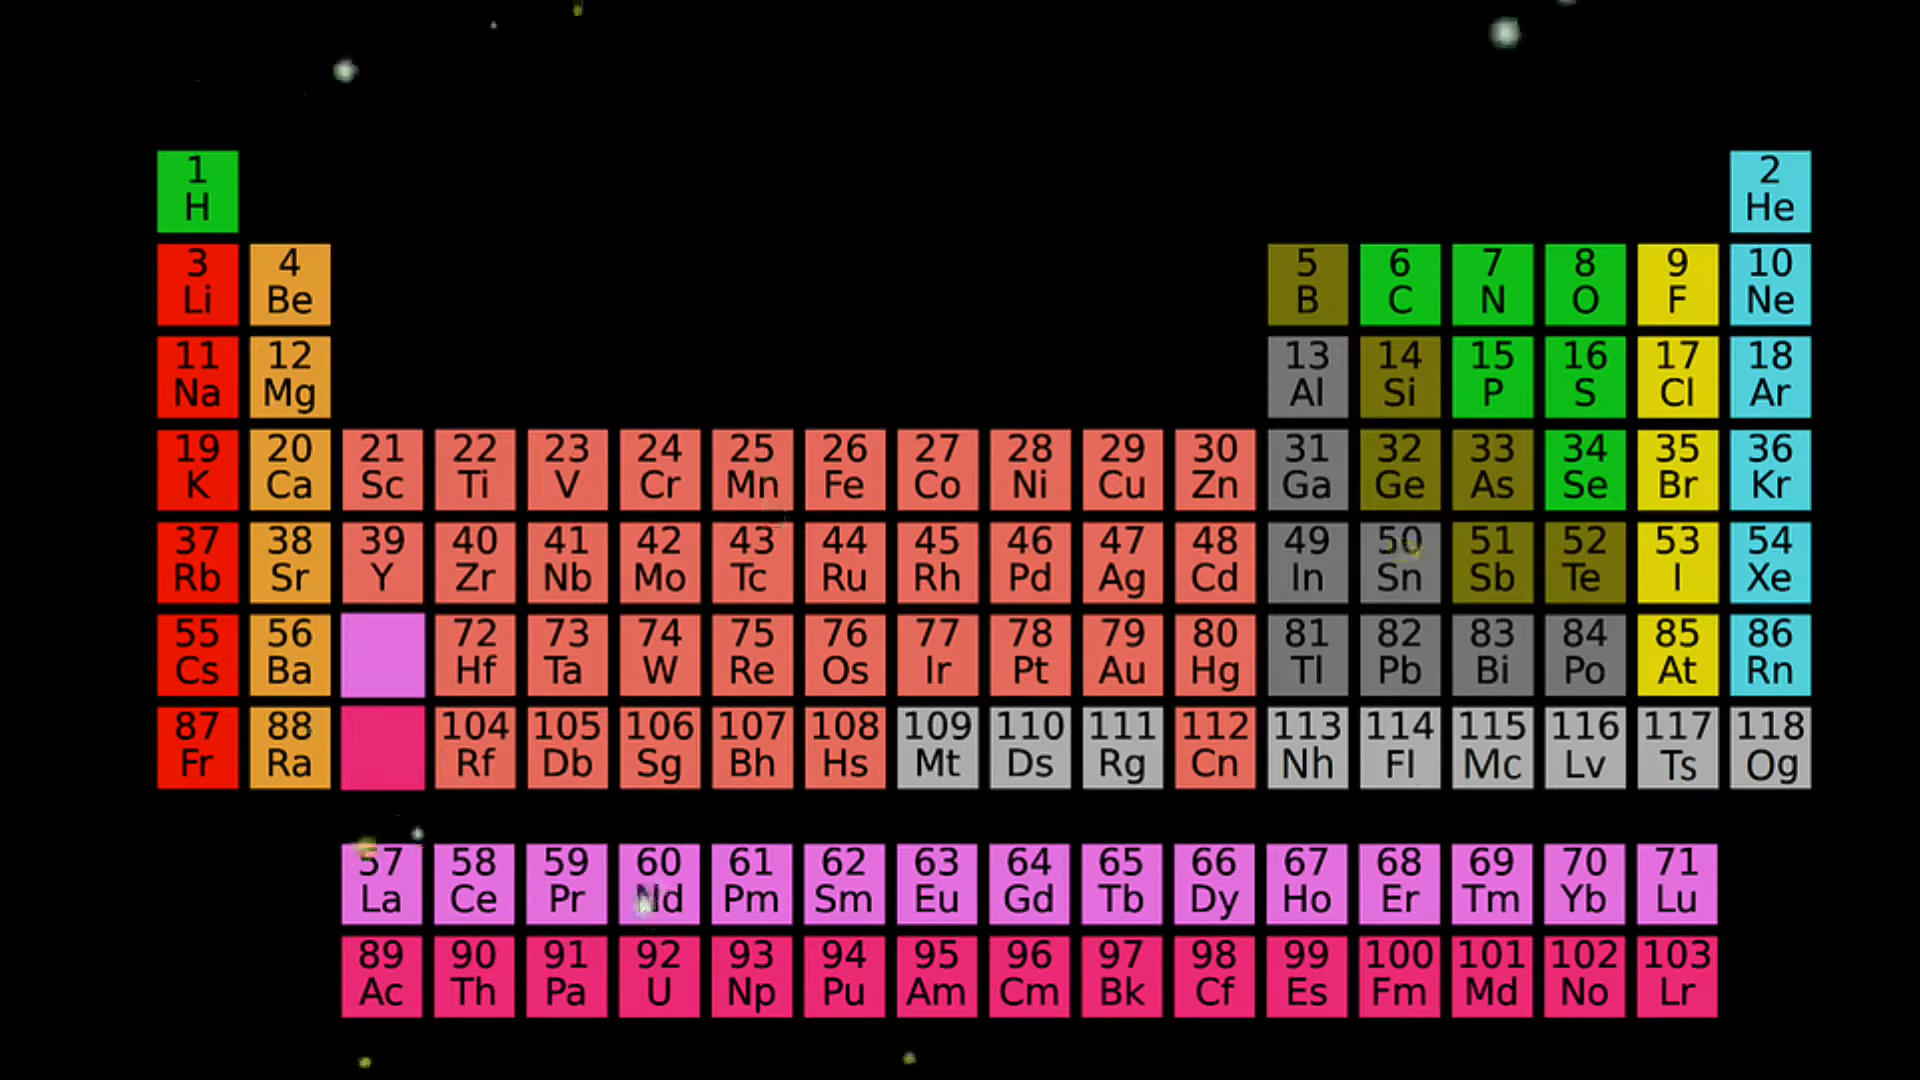 1 2
H He
3 4 5 6 7 8 9 10
Li Be B C N O F Ne
11 12 13 14 15 16 17 18
Na Mg Al Si P S Cl Ar
19 20 21 22 23 24 25 26 27 28 29 30 31 32 33 34 35 36
K Ca Sc Ti V Cr Mn Fe Co Ni Cu Zn Ga Ge As Se Br Kr
37 38 39 40 41 42 43 44 45 46 47 48 49 50 51 52 53 54
Rb Sr Y Zr Nb Mo Tc Ru Rh Pd Ag Cd In Sn Sb Te I Xe
55 56 72 73 74 75 76 77 78 79 80 81 82 83 84 85 86
Cs Ba Hf Ta W Re Os Ir Pt Au Hg Tl Pb Bi Po At Rn
87 88 104 105 106 107 108 109 110 111 112 113 114 115 116 117 118
Fr Ra Rf Db Sg Bh Hs Mt Ds Rg Cn Nh Fl Mc Lv Ts Og
57 58 59 60 61 62 63 64 65 66 67 68 69 70 71
La Ce Pr Nd Pm Sm Eu Gd Tb Dy Ho Er Tm Yb Lu
89 90 91 92 93 94 95 96 97 98 99 100 101 102 103
Ac Th Pa U Np Pu Am Cm Bk Cf Es Fm Md No Lr